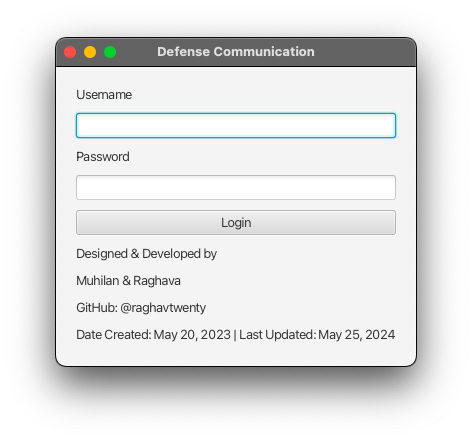 Defense Communication
Username
Password
Login
Designed & Developed by
Muhilan & Raghava
GitHub: @raghavtwenty
Date Created: May 20, 2023 | Last Updated: May 25, 2024